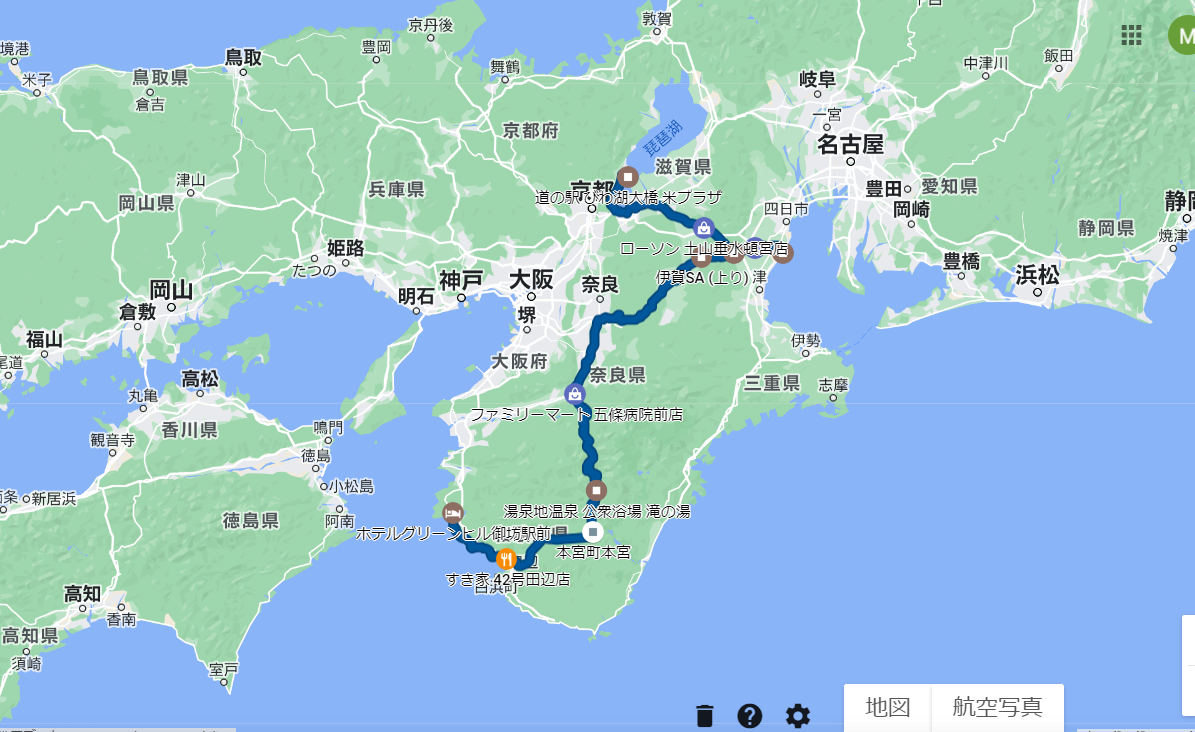 敦賀
京丹後
豊岡
舞鶴
境港
米子
鳥取
鳥取県
倉吉
飯田
中津川
岐阜
一宮
名古屋
京都府
琵琶湖
滋賀県
津山
兵庫県
岡山県
京都
道の駅 びわ湖大橋 米プラザ
四日市
豊田
愛知県
岡崎
静岡県
焼津
姫路
たつの
ローソン 土山垂水頓宮店
伊賀SA (上り)
津
豊橋
浜松
岡山
倉敷
神戸
明石
大阪
堺
奈良
福山
尾道
大阪府
奈良県
伊勢
三重県
志摩
高松
丸亀
香川県
観音寺
鳴門
徳島
ファミリーマート 五條病院前店
新居浜
小松島
阿南
徳島県
湯泉地温泉 公衆浴場 滝の湯
ホテルグリーンヒル御坊駅前
県
本宮町本宮
すき家 42号田辺店
白浜町
高知
香南
高知県
須崎
室戸
M
地図
航空写真